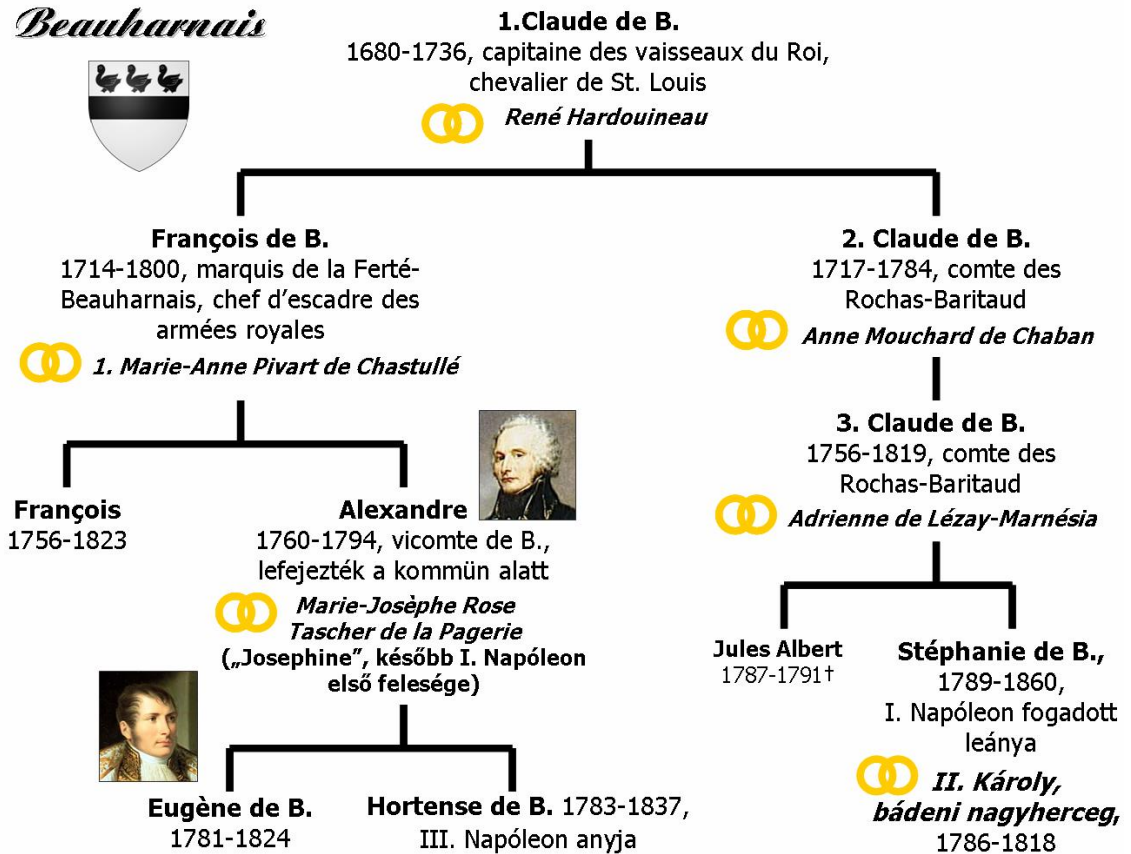 Beauharnais
1.Claude de B.
1680-1736, capitaine des vaisseaux du Roi,
chevalier de St. Louis
René Hardouineau
François de B.
1714-1800, marquis de la Ferté-
Beauharnais, chef d'escadre des
armées royales
1. Marie-Anne Pivart de Chastullé
2. Claude de B.
1717-1784, comte des
Rochas-Baritaud
Anne Mouchard de Chaban
3. Claude de B.
1756-1819, comte des
Rochas-Baritaud
Adrienne de Lézay-Marnésia
François
1756-1823
Alexandre
1760-1794, vicomte de B.,
lefejezték a kommün alatt
Marie-Josèphe Rose
Tascher de la Pagerie
(„Josephine”, később I. Napóleon
első felesége)
Jules Albert
1787-1791†
Stéphanie de B.,
1789-1860,
I. Napóleon fogadott
leánya
II. Károly,
bádeni nagyherceg,
1786-1818
Eugène de B.
1781-1824
Hortense de B. 1783-1837,
III. Napóleon anyja